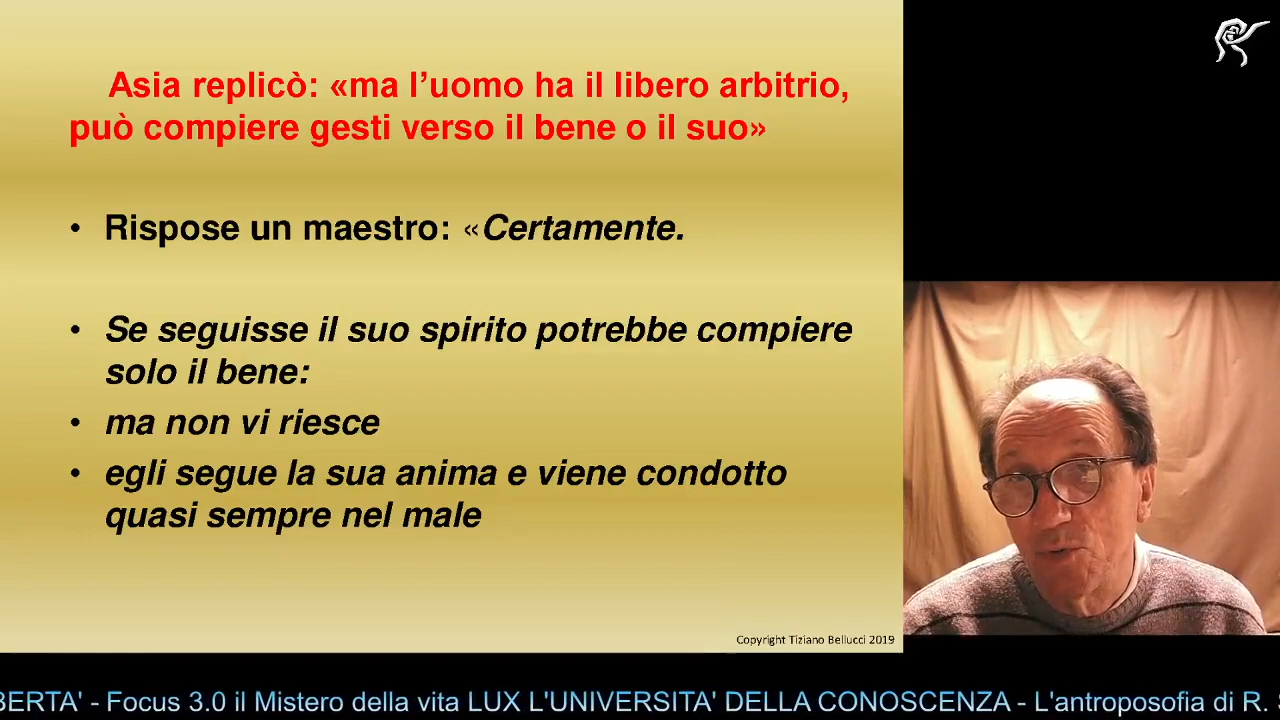 Asia replicò: «ma l’uomo ha il libero arbitrio,
può compiere gesti verso il bene o il suo»
• Rispose un maestro: «Certamente.
• Se seguisse il suo spirito potrebbe compiere
solo il bene:
• ma non vi riesce
• egli segue la sua anima e viene condotto
quasi sempre nel male
Copyright Tiziano Bellucci 2019
BERTA' - Focus 3.0 il Mistero della vita LUX L'UNIVERSITA' DELLA CONOSCENZA - L'antroposofia di R.